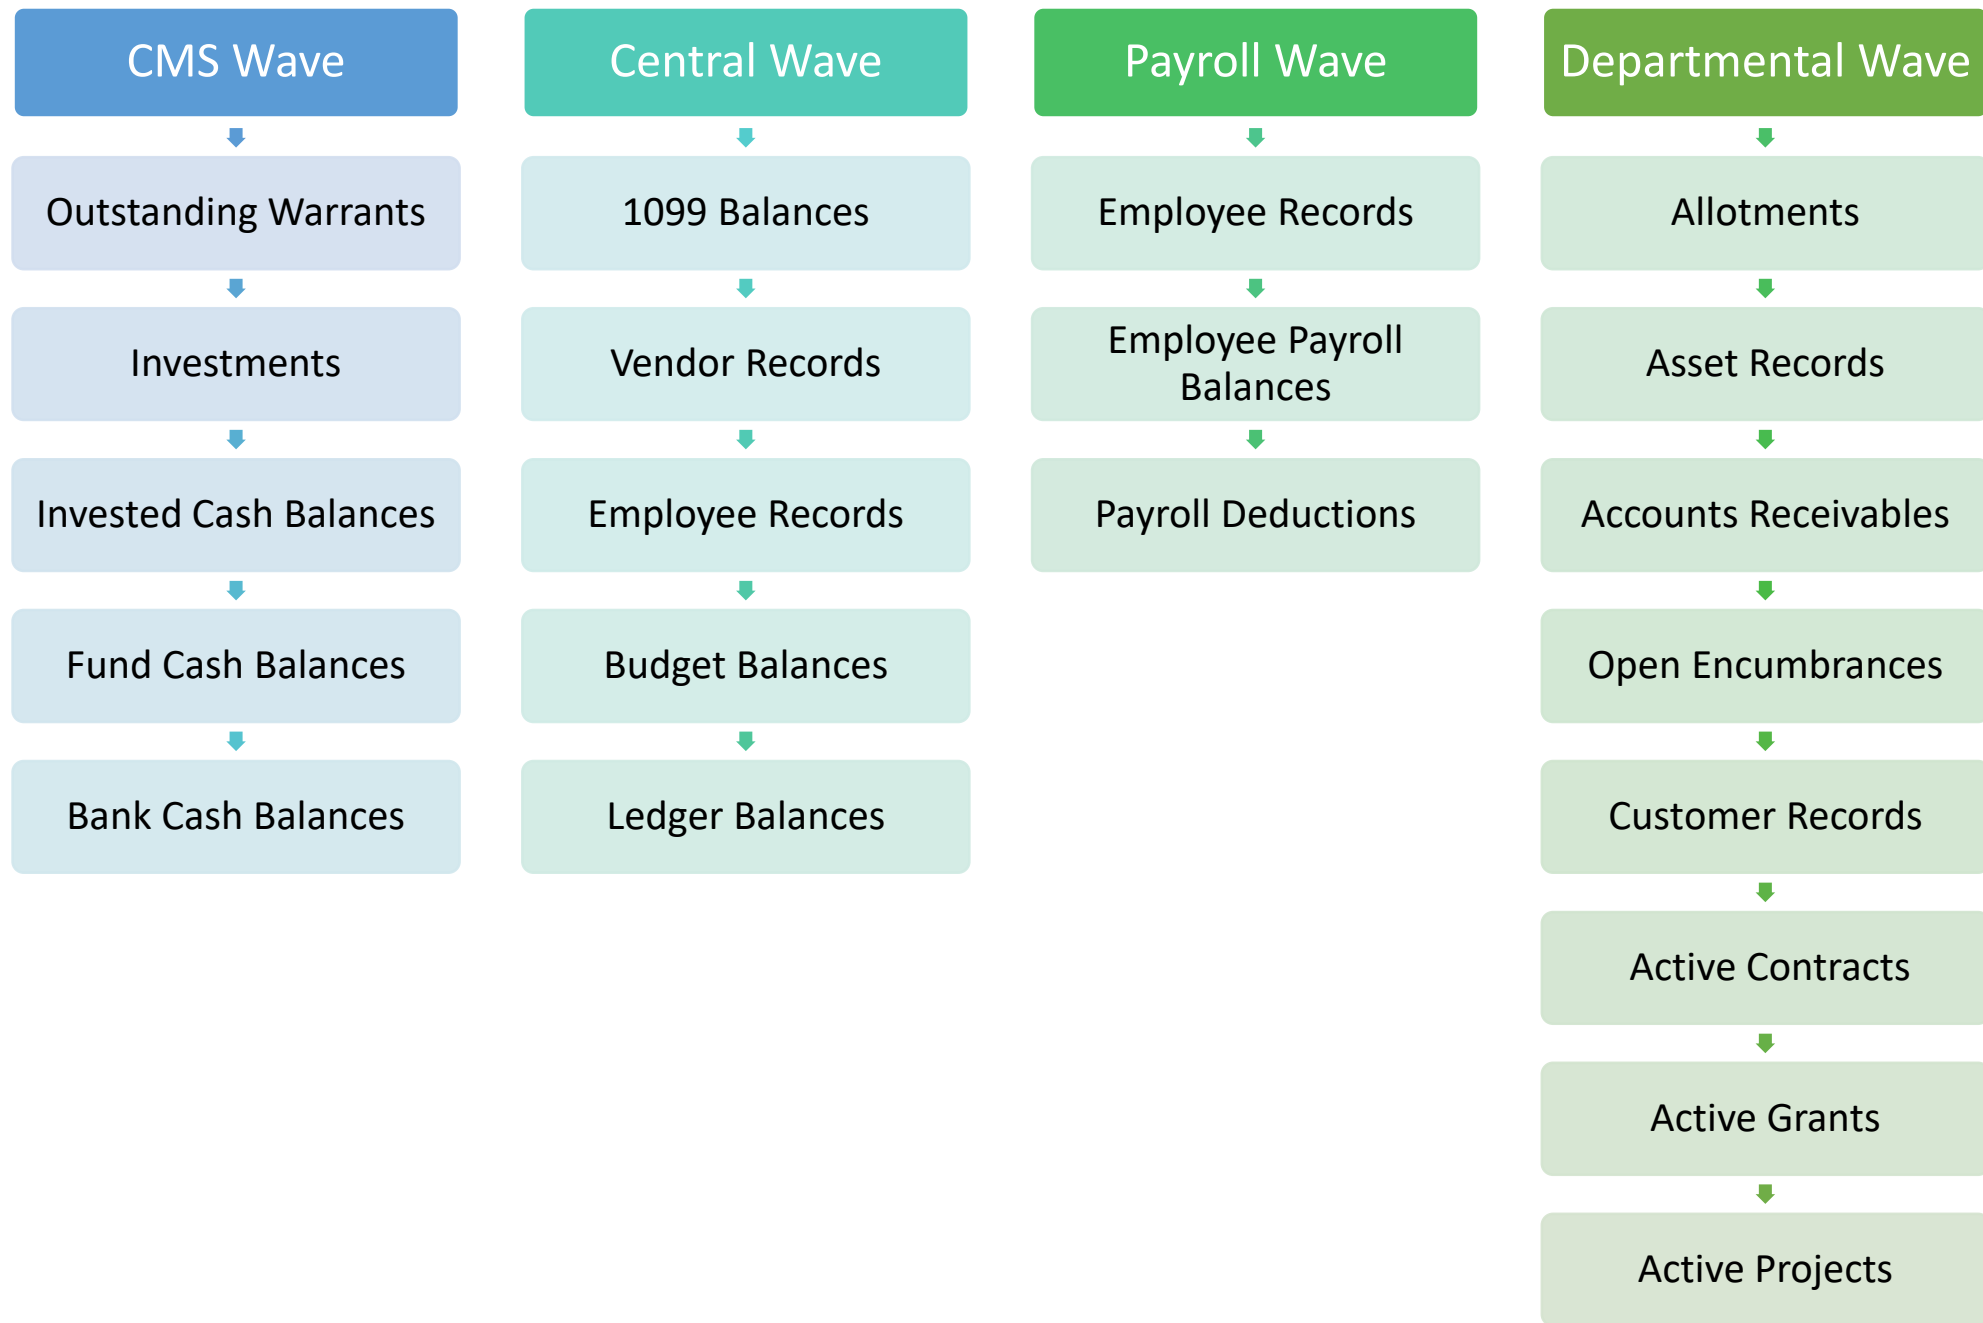 CMS Wave
Outstanding Warrants
Investments
Invested Cash Balances
Fund Cash Balances
Bank Cash Balances
Central Wave
1099 Balances
Vendor Records
Employee Records
Budget Balances
Ledger Balances
Payroll Wave
Employee Records
Employee Payroll
Balances
Payroll Deductions
Departmental Wave
Allotments
Asset Records
Accounts Receivables
Open Encumbrances
Customer Records
Active Contracts
Active Grants
Active Projects